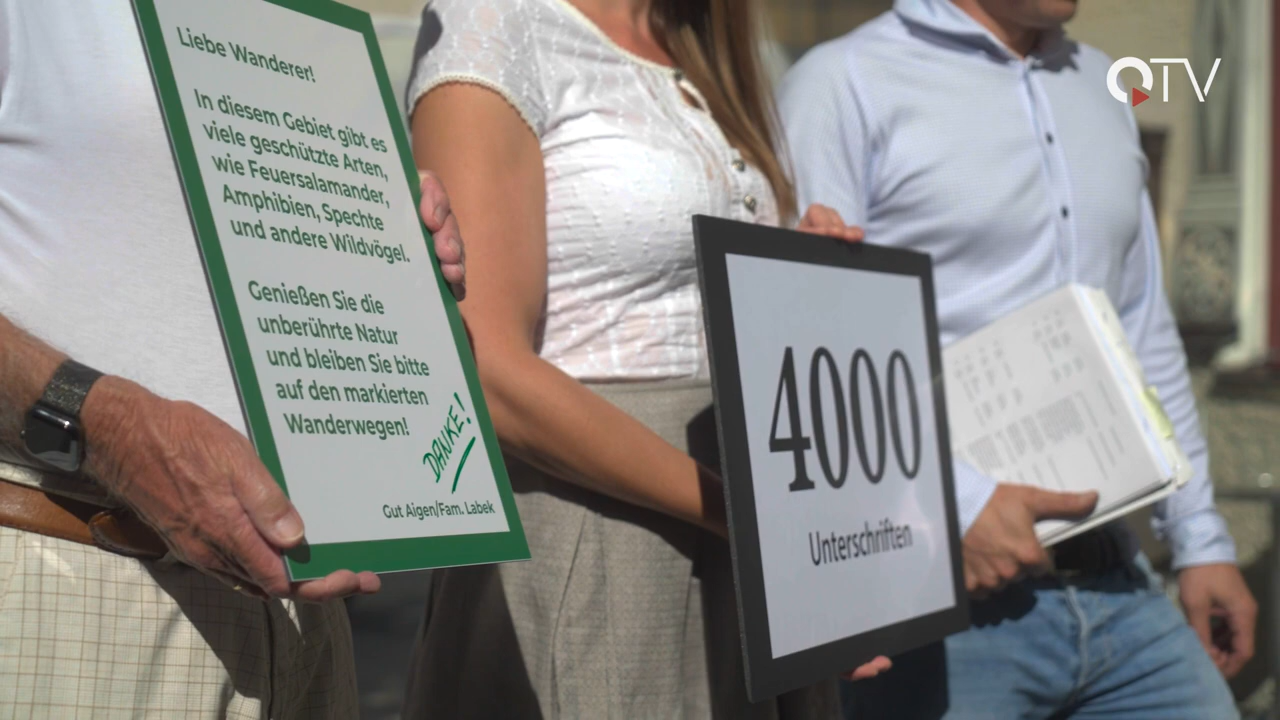 Liebe Wanderer!
In diesem Gebiet gibt es
viele geschützte Arten,
wie Feuersalamander,
Amphibien, Spechte
und andere Wildvögel.
Genießen Sie die
unberührte Natur
und bleiben Sie bitte
auf den markierten
Wanderwegen!
DANKE!
Gut Aigen/Fam. Labek
4000
Unterschriften
QTV